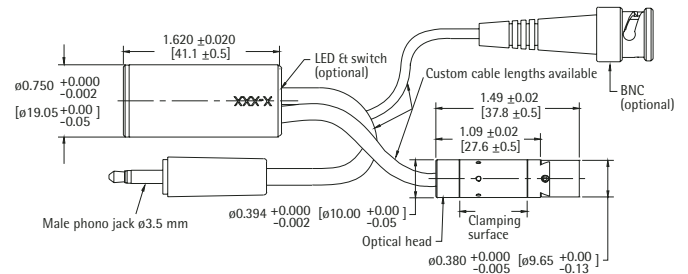 1.620 ±0.020
[41.1 ±0.5]
LED & switch
(optional)
Custom cable lengths available
BNC
(optional)
ø0.750 +0.000
-0.002
[ø19.05 +0.00 ]
-0.05
XXX-X
1.49 ±0.02
[37.8 ±0.5]
1.09 ±0.02
[27.6 ±0.5]
Male phono jack ø3.5 mm
ø0.394 +0.000 [ø10.00 +0.00 ]
-0.002 -0.05
Optical head
Clamping
surface
ø0.380 +0.000 [ø9.65 +0.00 ]
-0.005 -0.13